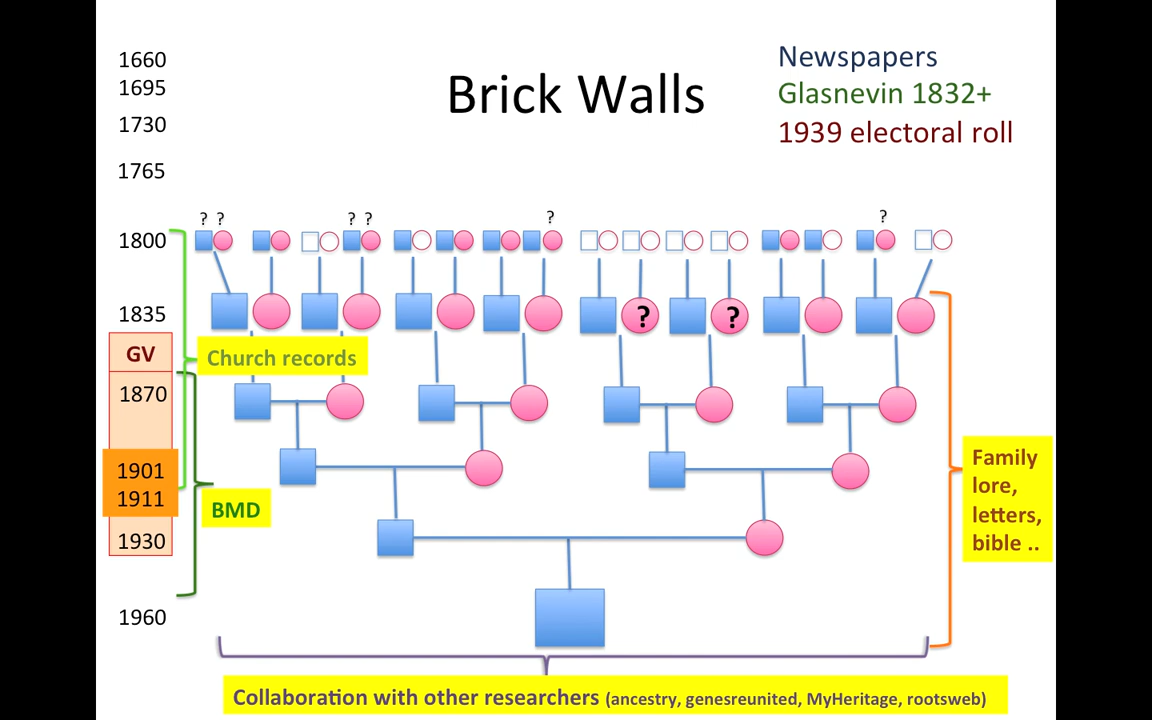 Brick Walls
Newspapers
Glasnevin 1832+
1939 electoral roll
1660
1695
1730
1765
? ?
? ?
?
?
1800
1835
?
?
GV
Church records
1870
1901
1911
BMD
1930
1960
Family
lore,
letters,
bible ..
Collaboration with other researchers (ancestry, genesreunited, MyHeritage, rootsweb)